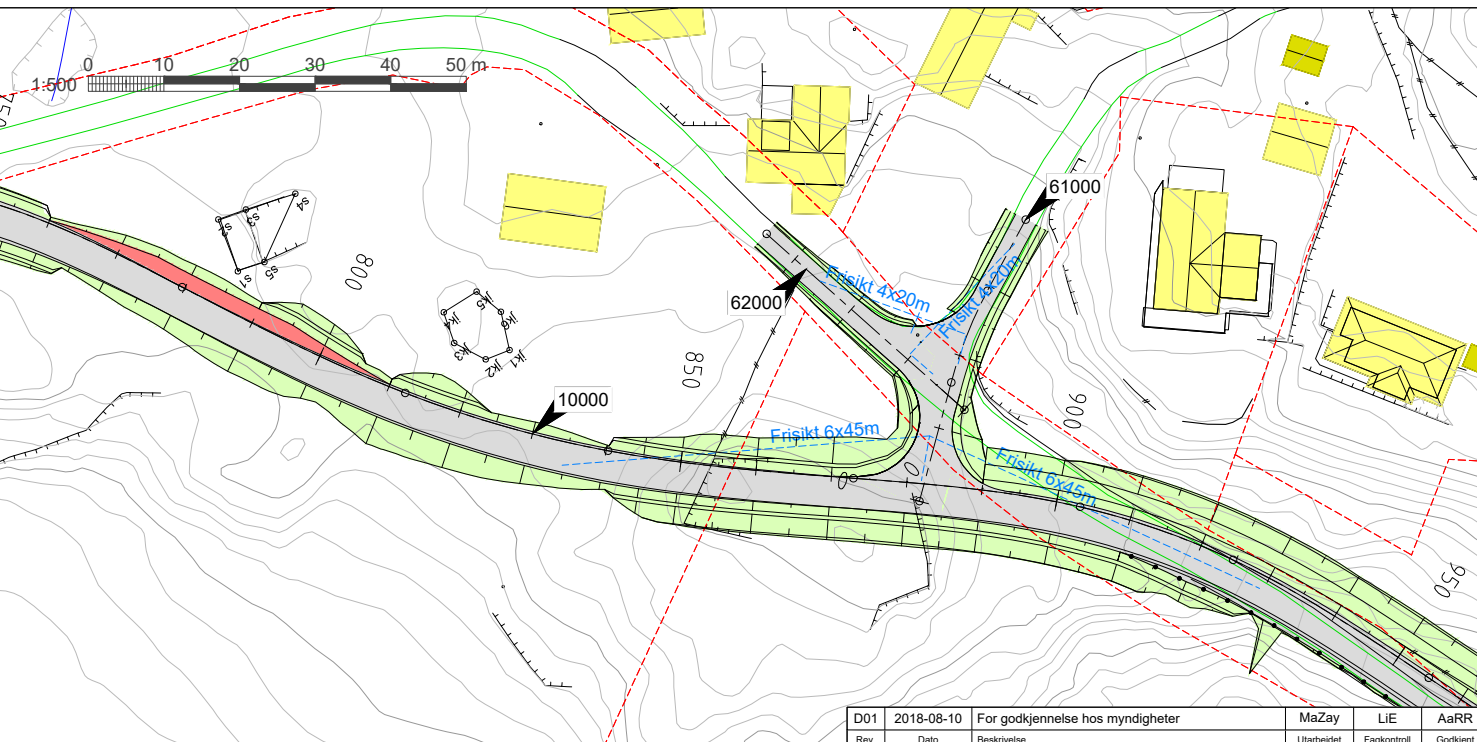 0 10 20 30 40 50 m
1:500
750
61000
s4
s3
s2
s5
s1
800
Frisikt 4x20m
Frisikt 4x20m
62000
jk5
jk4
jk6
jk3
jk2
jk1
850
10000
900
Frisikt 6x45m
Frisikt 6x45m
950
D01 2018-08-10 For godkjennelse hos myndigheter MaZay LiE AaRR
Rev. Dato Beskrivelse Utarbeidet Fagkontroll Godkjent